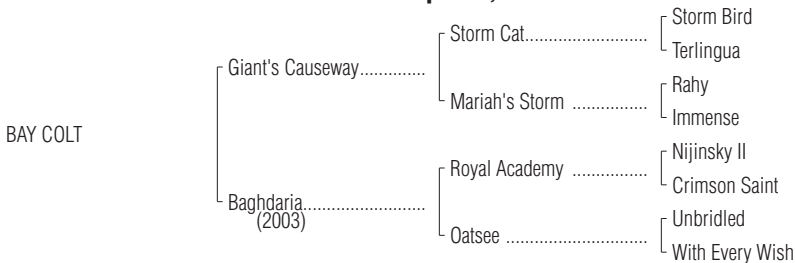 Storm Bird
Storm Cat..............................
Terlingua
Giant's Causeway..............
Rahy
Mariah's Storm ..................
Immense
BAY COLT
Nijinsky II
Royal Academy ..................
Crimson Saint
Baghdaria..........................
(2003)
Unbridled
Oatsee ..................................
With Every Wish